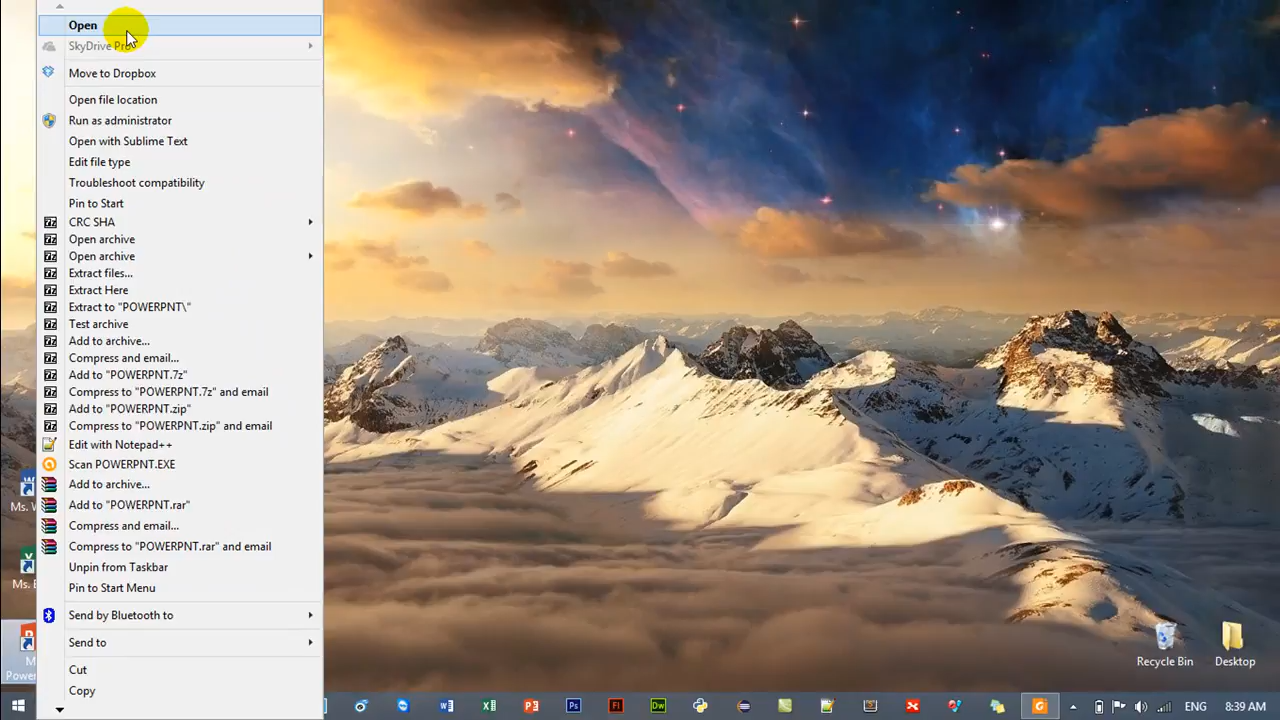 Open
SkyDrive Pro
Move to Dropbox
Open file location
Run as administrator
Open with Sublime Text
Edit file type
Troubleshoot compatibility
Pin to Start
CRC SHA
Open archive
Open archive
Extract files...
Extract Here
Extract to "POWERPNT\"
Test archive
Add to archive...
Compress and email...
Add to "POWERPNT.7z"
Compress to "POWERPNT.7z" and email
Add to "POWERPNT.zip"
Compress to "POWERPNT.zip" and email
Edit with Notepad++
Scan POWERPNT.EXE
Add to archive...
Add to "POWERPNT.rar"
Compress and email...
Compress to "POWERPNT.rar" and email
Unpin from Taskbar
Pin to Start Menu
Send by Bluetooth to
Send to
Cut
Copy
Ms.
Ms.
Recycle Bin
Desktop
ENG
8:39 AM